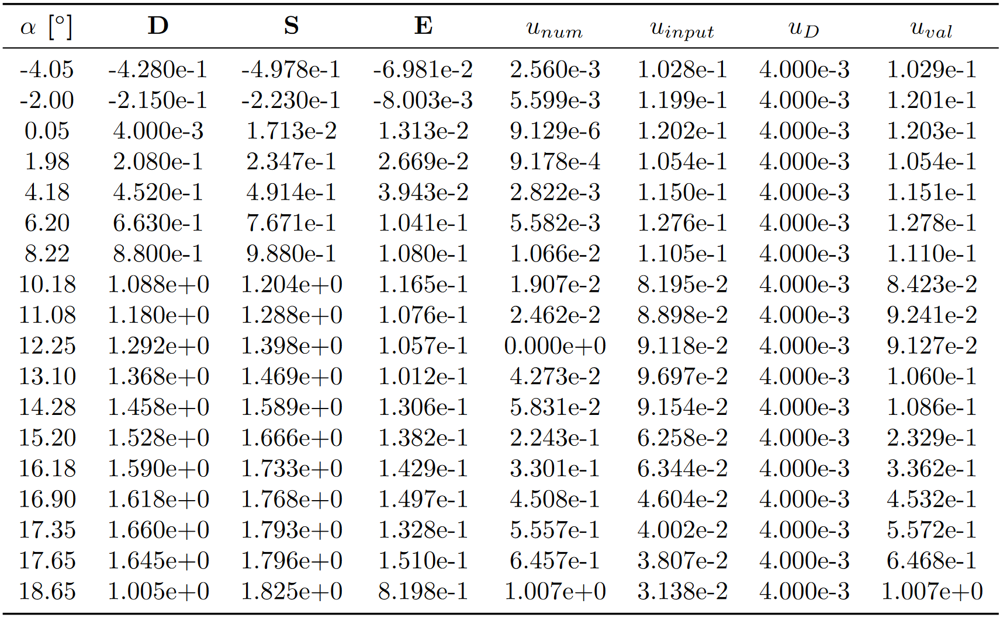 α [°] D S E u_num u_input u_D u_val
-4.05 -4.280e-1 -4.978e-1 -6.981e-2 2.560e-3 1.028e-1 4.000e-3 1.029e-1
-2.00 -2.150e-1 -2.230e-1 -8.003e-3 5.599e-3 1.199e-1 4.000e-3 1.201e-1
0.05 4.000e-3 1.713e-2 1.313e-2 9.129e-6 1.202e-1 4.000e-3 1.203e-1
1.98 2.080e-1 2.347e-1 2.669e-2 9.178e-4 1.054e-1 4.000e-3 1.054e-1
4.18 4.520e-1 4.914e-1 3.943e-2 2.822e-3 1.150e-1 4.000e-3 1.151e-1
6.20 6.630e-1 7.671e-1 1.041e-1 5.582e-3 1.276e-1 4.000e-3 1.278e-1
8.22 8.800e-1 9.880e-1 1.080e-1 1.066e-2 1.105e-1 4.000e-3 1.110e-1
10.18 1.088e+0 1.204e+0 1.165e-1 1.907e-2 8.195e-2 4.000e-3 8.423e-2
11.08 1.180e+0 1.288e+0 1.076e-1 2.462e-2 8.898e-2 4.000e-3 9.241e-2
12.25 1.292e+0 1.398e+0 1.057e-1 0.000e+0 9.118e-2 4.000e-3 9.127e-2
13.10 1.368e+0 1.469e+0 1.012e-1 4.273e-2 9.697e-2 4.000e-3 1.060e-1
14.28 1.458e+0 1.589e+0 1.306e-1 5.831e-2 9.154e-2 4.000e-3 1.086e-1
15.20 1.528e+0 1.666e+0 1.382e-1 2.243e-1 6.258e-2 4.000e-3 2.329e-1
16.18 1.590e+0 1.733e+0 1.429e-1 3.301e-1 6.344e-2 4.000e-3 3.362e-1
16.90 1.618e+0 1.768e+0 1.497e-1 4.508e-1 4.604e-2 4.000e-3 4.532e-1
17.35 1.660e+0 1.793e+0 1.328e-1 5.557e-1 4.002e-2 4.000e-3 5.572e-1
17.65 1.645e+0 1.796e+0 1.510e-1 6.457e-1 3.807e-2 4.000e-3 6.468e-1
18.65 1.005e+0 1.825e+0 8.198e-1 1.007e+0 3.138e-2 4.000e-3 1.007e+0